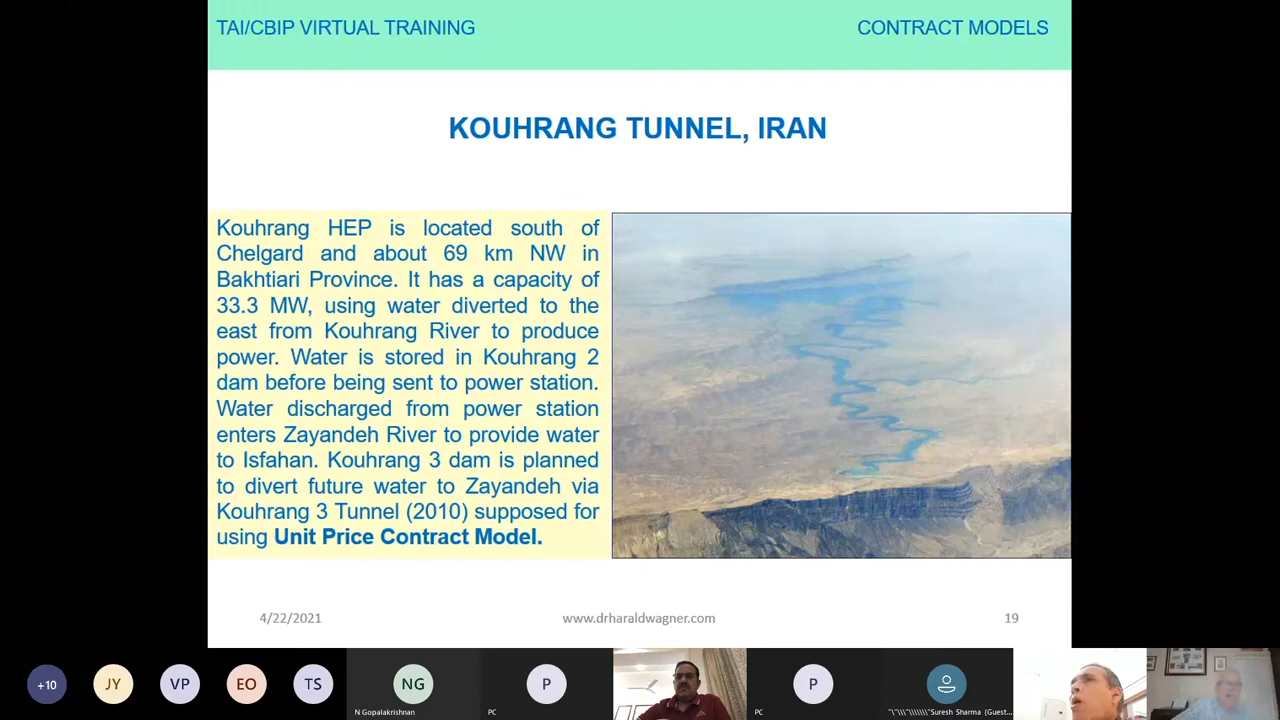 TAI/CBIP VIRTUAL TRAINING
CONTRACT MODELS
KOUHRANG TUNNEL, IRAN
Kouhrang HEP is located south of
Chelgard and about 69 km NW in
Bakhtiari Province. It has a capacity of
33.3 MW, using water diverted to the
east from Kouhrang River to produce
power. Water is stored in Kouhrang 2
dam before being sent to power station.
Water discharged from power station
enters Zayandeh River to provide water
to Isfahan. Kouhrang 3 dam is planned
to divert future water to Zayandeh via
Kouhrang 3 Tunnel (2010) supposed for
using Unit Price Contract Model.
4/22/2021
www.drharaldwagner.com
19
+10
JY
VP
EO
TS
NG
P
P
N Gopalakrishnan
PC
PC
"\"\\"\\\\\\\"Suresh Sharma (Guest...